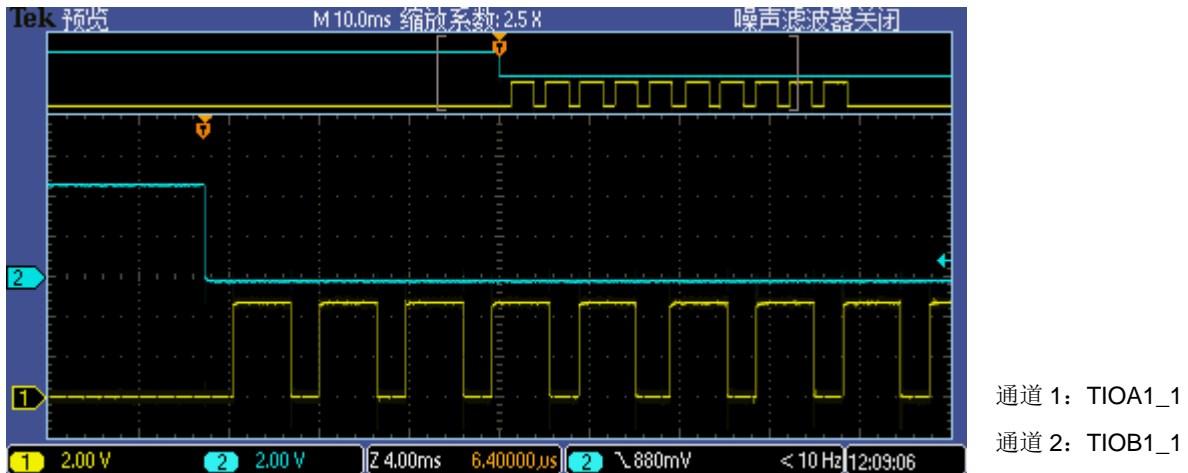 Tek 预览 M 10.0ms 缩放系数: 2.5 X 噪声滤波器关闭
T
T
2
1
通道 1：TIOA1_1
通道 2：TIOB1_1
1 2.00 V 2 2.00 V Z 4.00ms 6.40000µs 2 \ 880mV < 10 Hz 12:09:06